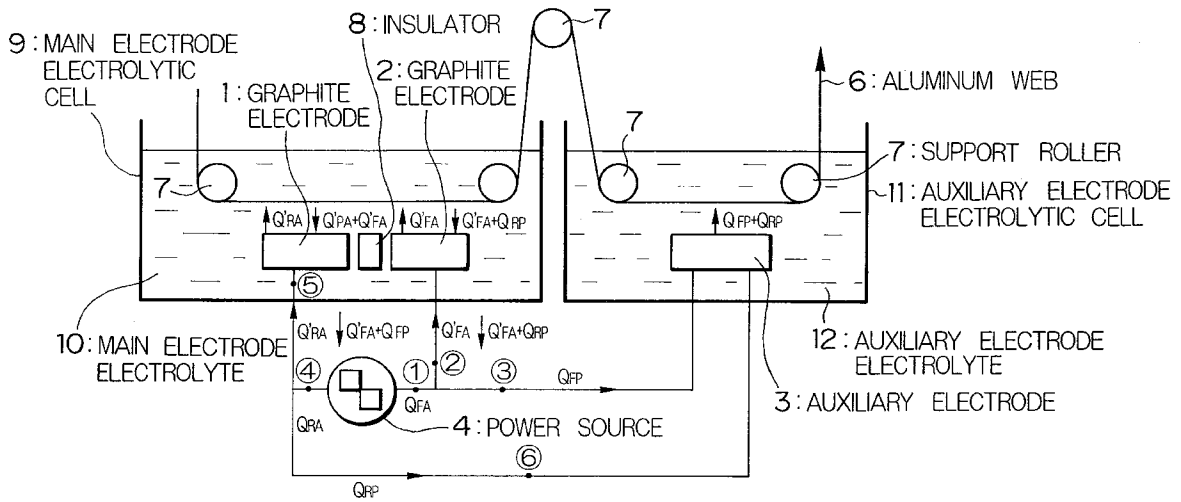 7
8: INSULATOR
9: MAIN ELECTRODE
ELECTROLYTIC
CELL
2: GRAPHITE
ELECTRODE
1: GRAPHITE
ELECTRODE
6: ALUMINUM WEB
7
7
7
7: SUPPORT ROLLER
11: AUXILIARY ELECTRODE
ELECTROLYTIC CELL
Q'RA
Q'PA+Q'FA
Q'FA
Q'FA+QRP
QFP+QRP
⑤
10: MAIN ELECTRODE
ELECTROLYTE
Q'RA
Q'FA+QFP
Q'FA
Q'FA+QRP
12: AUXILIARY ELECTRODE
ELECTROLYTE
④
①
②
③
QFP
3: AUXILIARY ELECTRODE
QRA
QFA
4: POWER SOURCE
⑥
QRP